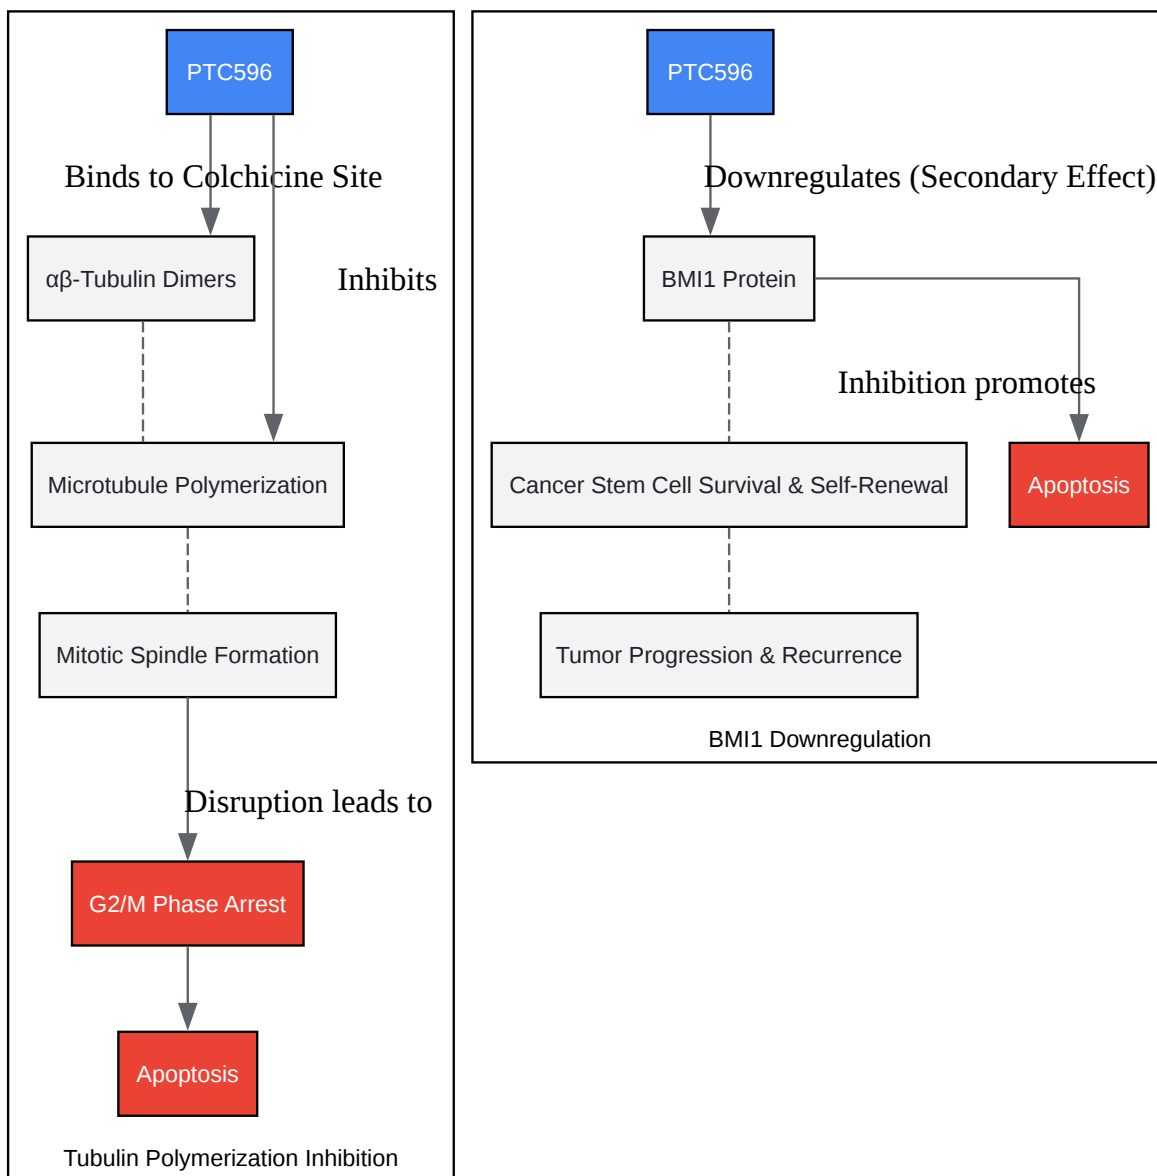 PTC596
Binds to Colchicine Site
αβ-Tubulin Dimers
Inhibits
Microtubule Polymerization
Mitotic Spindle Formation
Disruption leads to
G2/M Phase Arrest
Apoptosis
Tubulin Polymerization Inhibition
PTC596
Downregulates (Secondary Effect)
BMI1 Protein
Inhibition promotes
Cancer Stem Cell Survival & Self-Renewal
Apoptosis
Tumor Progression & Recurrence
BMI1 Downregulation